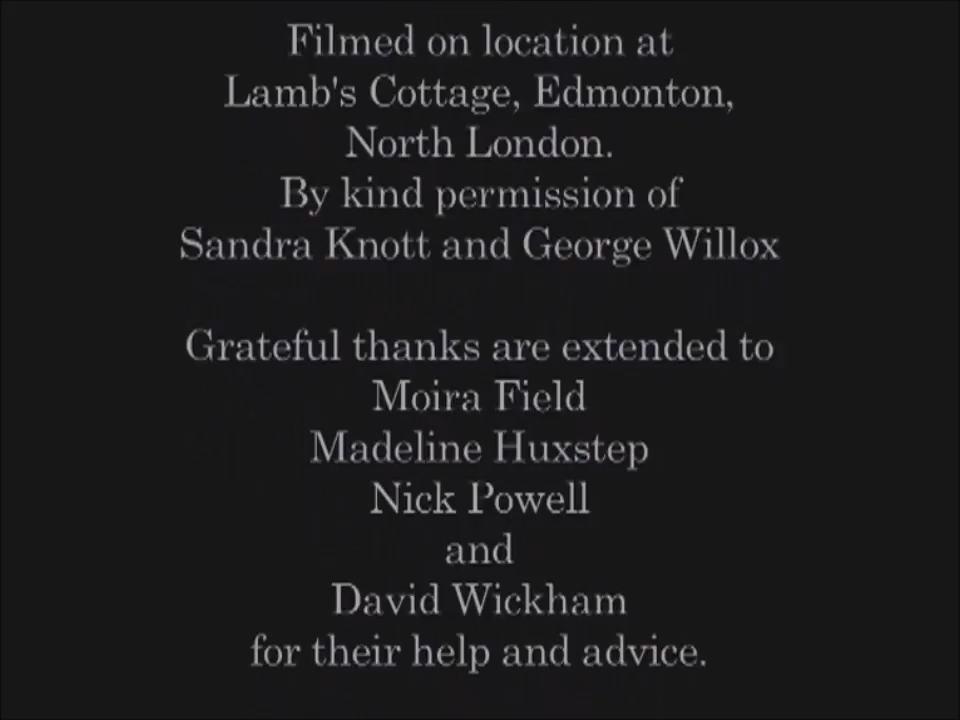 Filmed on location at
Lamb's Cottage, Edmonton,
North London.
By kind permission of
Sandra Knott and George Willox
Grateful thanks are extended to
Moira Field
Madeline Huxstep
Nick Powell
and
David Wickham
for their help and advice.